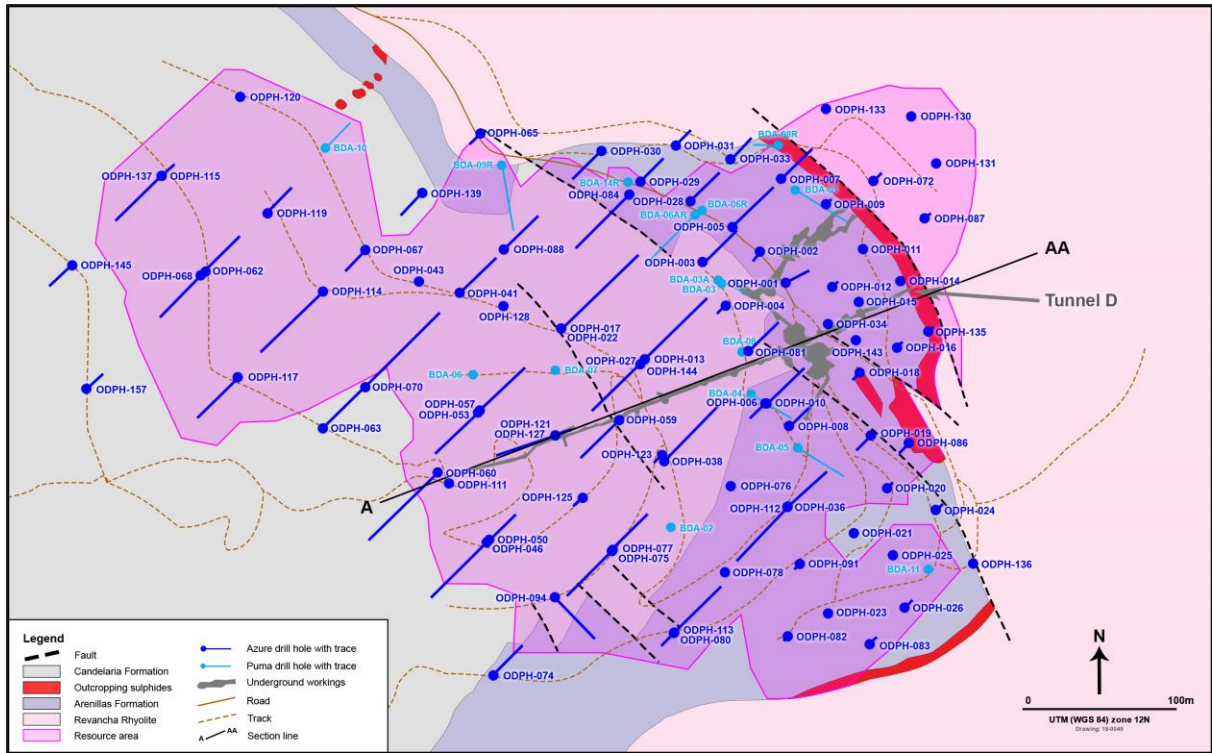 ODPH-120
BDA-10
ODPH-065
BDA-09R
ODPH-030
ODPH-031
BDA-08R
ODPH-033
ODPH-133
ODPH-130
ODPH-131
ODPH-137
ODPH-115
ODPH-139
BDA-14R
ODPH-029
ODPH-084
ODPH-028
ODPH-007
ODPH-072
ODPH-119
BDA-06R
BDA-06AR
ODPH-009
ODPH-087
ODPH-005
ODPH-067
ODPH-088
ODPH-002
ODPH-011
AA
ODPH-145
ODPH-062
ODPH-068
ODPH-043
ODPH-003
BDA-03A
BDA-03
ODPH-001
ODPH-012
ODPH-014
ODPH-114
ODPH-041
ODPH-128
ODPH-004
ODPH-015
Tunnel D
ODPH-017
ODPH-022
ODPH-034
ODPH-135
BDA-08
ODPH-081
ODPH-143
ODPH-016
ODPH-027
ODPH-013
ODPH-144
BDA-06
BDA-07
ODPH-018
ODPH-157
ODPH-117
ODPH-070
BDA-04
ODPH-006
ODPH-010
ODPH-057
ODPH-053
ODPH-063
ODPH-121
ODPH-127
ODPH-059
ODPH-008
ODPH-019
ODPH-086
BDA-05
ODPH-123
ODPH-038
ODPH-060
ODPH-111
A
ODPH-125
ODPH-076
ODPH-112
ODPH-036
ODPH-020
ODPH-024
BDA-02
ODPH-021
ODPH-050
ODPH-046
ODPH-077
ODPH-075
ODPH-025
BDA-11
ODPH-136
ODPH-078
ODPH-091
ODPH-094
ODPH-023
ODPH-026
ODPH-113
ODPH-080
ODPH-082
ODPH-083
ODPH-074
Legend
Fault
Candelaria Formation
Outcropping sulphides
Arenillas Formation
Revancha Rhyolite
Resource area
Azure drill hole with trace
Puma drill hole with trace
Underground workings
Road
Track
A AA Section line
N
0 100m
UTM (WGS 84) zone 12N
Drawing: 18-0049